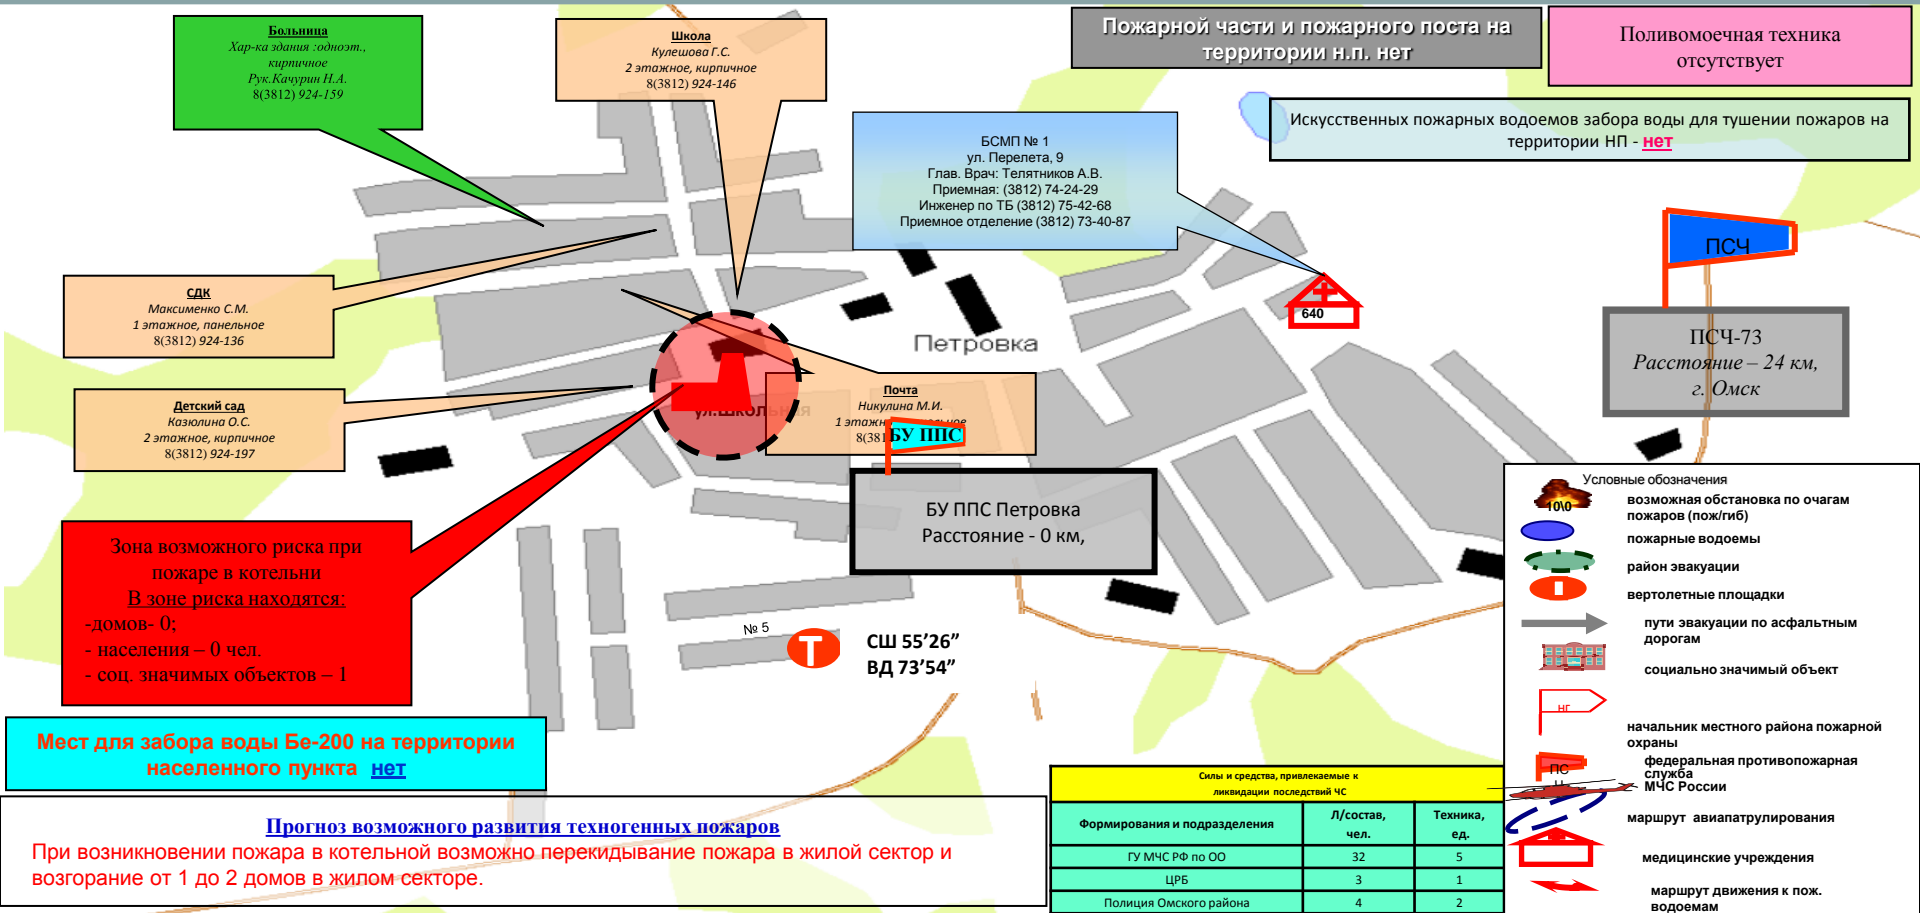 Больница
Хар-ка здания :одноэт.,
кирпичное
Рук.Качурин Н.А.
8(3812) 924-159
Школа
Кулешова Г.С.
2 этажное, кирпичное
8(3812) 924-146
Пожарной части и пожарного поста на
территории н.п. нет
Поливомоечная техника
отсутствует
Искусственных пожарных водоемов забора воды для тушении пожаров на
территории НП - нет
БСМП № 1
ул. Перелета, 9
Глав. Врач: Телятников А.В.
Приемная: (3812) 74-24-29
Инженер по ТБ (3812) 75-42-68
Приемное отделение (3812) 73-40-87
ПСЧ
640
ПСЧ-73
Расстояние – 24 км,
г. Омск
СДК
Максименко С.М.
1 этажное, панельное
8(3812) 924-136
Петровка
Детский сад
Казюлина О.С.
2 этажное, кирпичное
8(3812) 924-197
ул.Школьная
Почта
Никулина М.И.
1 этажн
8(381
БУ ППС
БУ ППС Петровка
Расстояние - 0 км,
Зона возможного риска при
пожаре в котельни
В зоне риска находятся:
-домов- 0;
- населения – 0 чел.
- соц. значимых объектов – 1
№ 5
Т
СШ 55’26”
ВД 73’54”
Мест для забора воды Бе-200 на территории
населенного пункта нет
Прогноз возможного развития техногенных пожаров
При возникновении пожара в котельной возможно перекидывание пожара в жилой сектор и
возгорание от 1 до 2 домов в жилом секторе.
Силы и средства, привлекаемые к
ликвидации последствий ЧС
Формирования и подразделения Л/состав, чел. Техника, ед.
ГУ МЧС РФ по ОО 32 5
ЦРБ 3 1
Полиция Омского района 4 2
Условные обозначения
10\0
возможная обстановка по очагам
пожаров (пож/гиб)
пожарные водоемы
район эвакуации
вертолетные площадки
пути эвакуации по асфальтным
дорогам
социально значимый объект
НГ
начальник местного района пожарной
охраны
ПС
федеральная противопожарная
служба
МЧС России
маршрут авиапатрулирования
медицинские учреждения
маршрут движения к пож.
водоемам